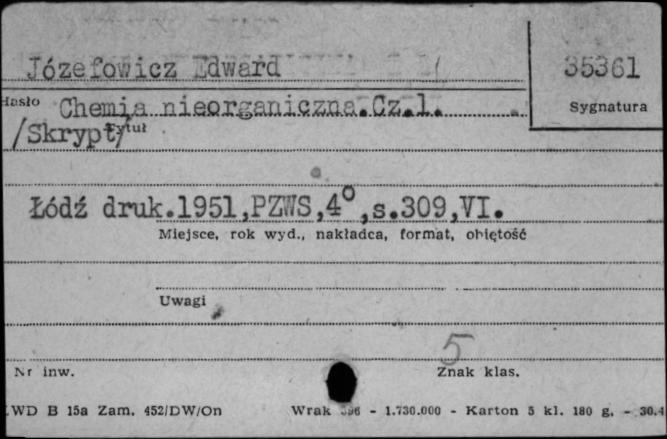 Józefowicz Edward
35361
Hasło
Sygnatura
Chemia nieorganiczna.Cz.1.
/Skrypt/
Tytuł
Łódź druk.1951,PZWS,4°,s.309,VI.
Miejsce, rok wyd., nakładca, format, objętość
Uwagi
5
Nr inw.
Znak klas.
WD B 15a Zam. 452/DW/On Wrak - 1.730.000 - Karton 5 kl. 180 g. - 30.4